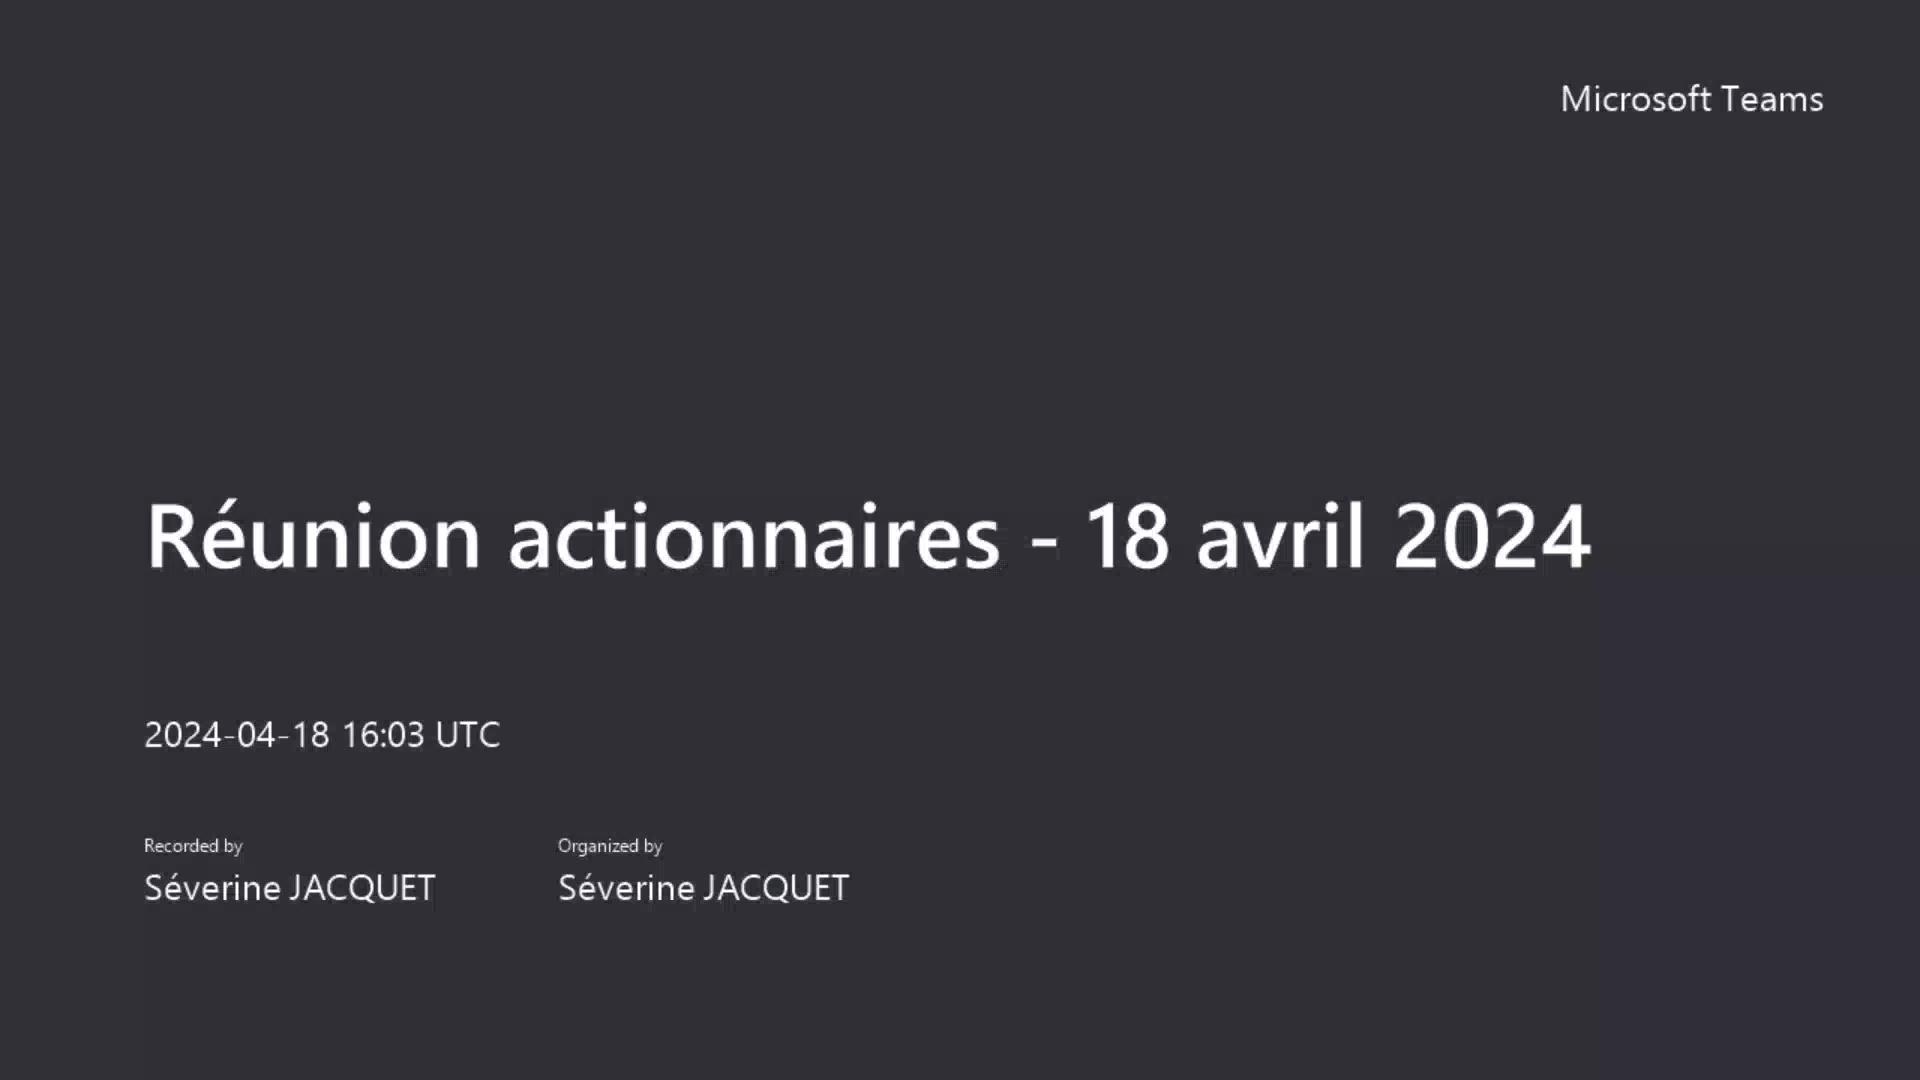 Microsoft Teams
Réunion actionnaires - 18 avril 2024
2024-04-18 16:03 UTC
Recorded by
Séverine JACQUET
Organized by
Séverine JACQUET